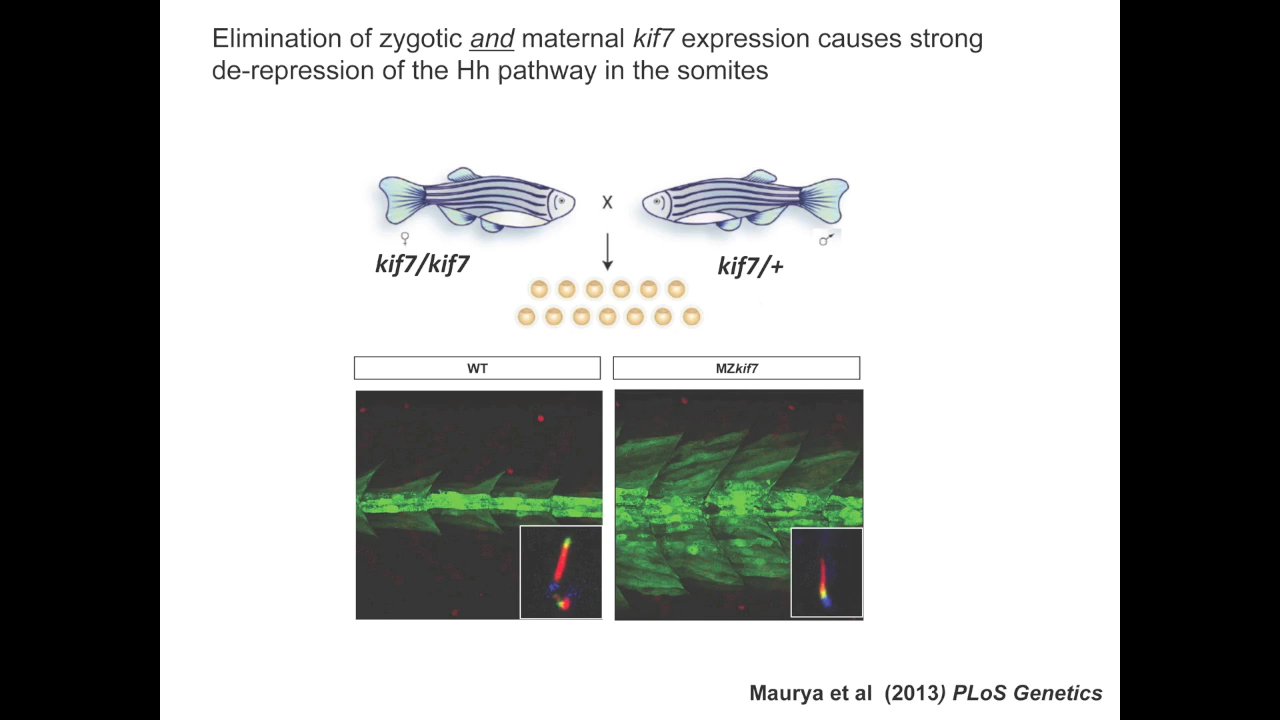 Elimination of zygotic and maternal kif7 expression causes strong
de-repression of the Hh pathway in the somites
x
♀
♂
kif7/kif7
kif7/+
WT
MZkif7
Maurya et al (2013) PLoS Genetics